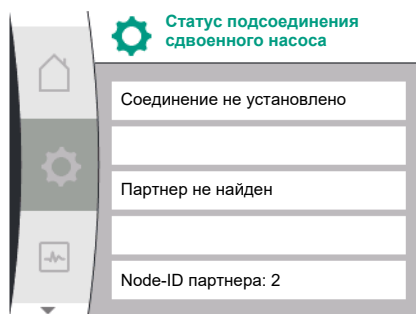 Статус подсоединения
сдвоенного насоса
Соединение не установлено
Партнер не найден
Node-ID партнера: 2